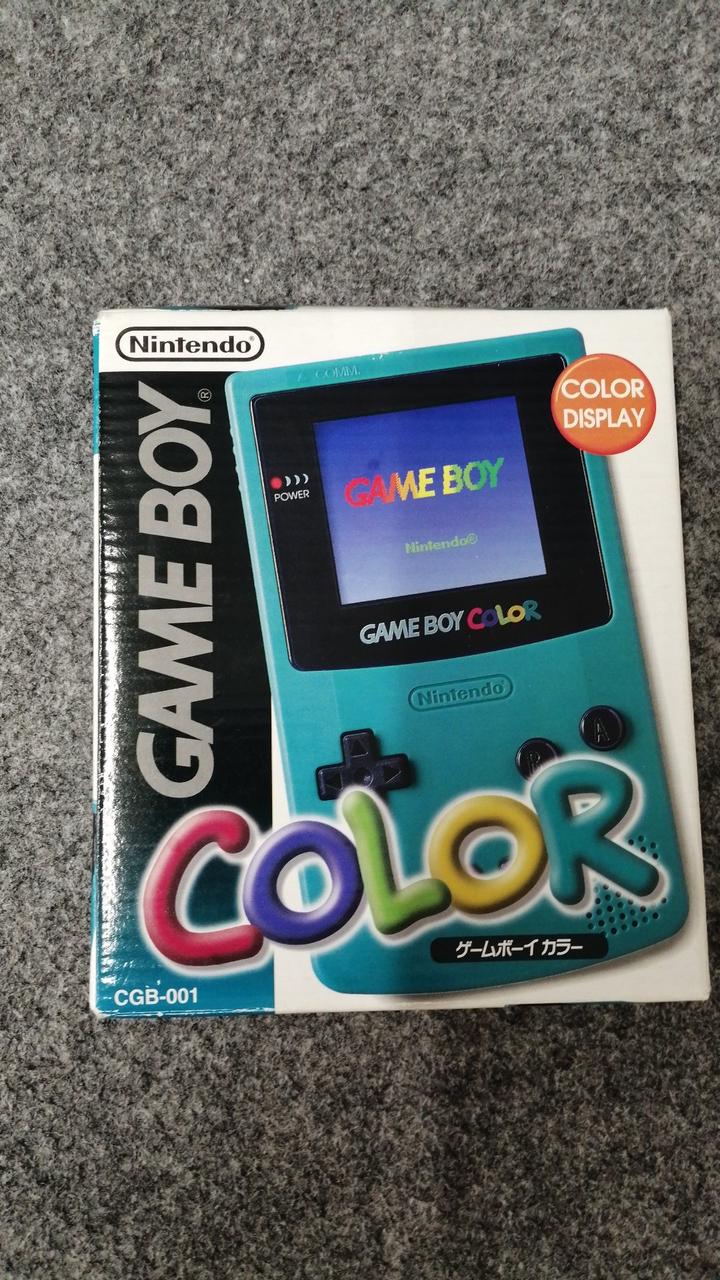 Nintendo®
GAME BOY®
COMM.
COLOR
DISPLAY
POWER
GAME BOY
Nintendo®
GAME BOY COLOR
Nintendo
A
B
COLOR
ゲームボーイ カラー
CGB-001